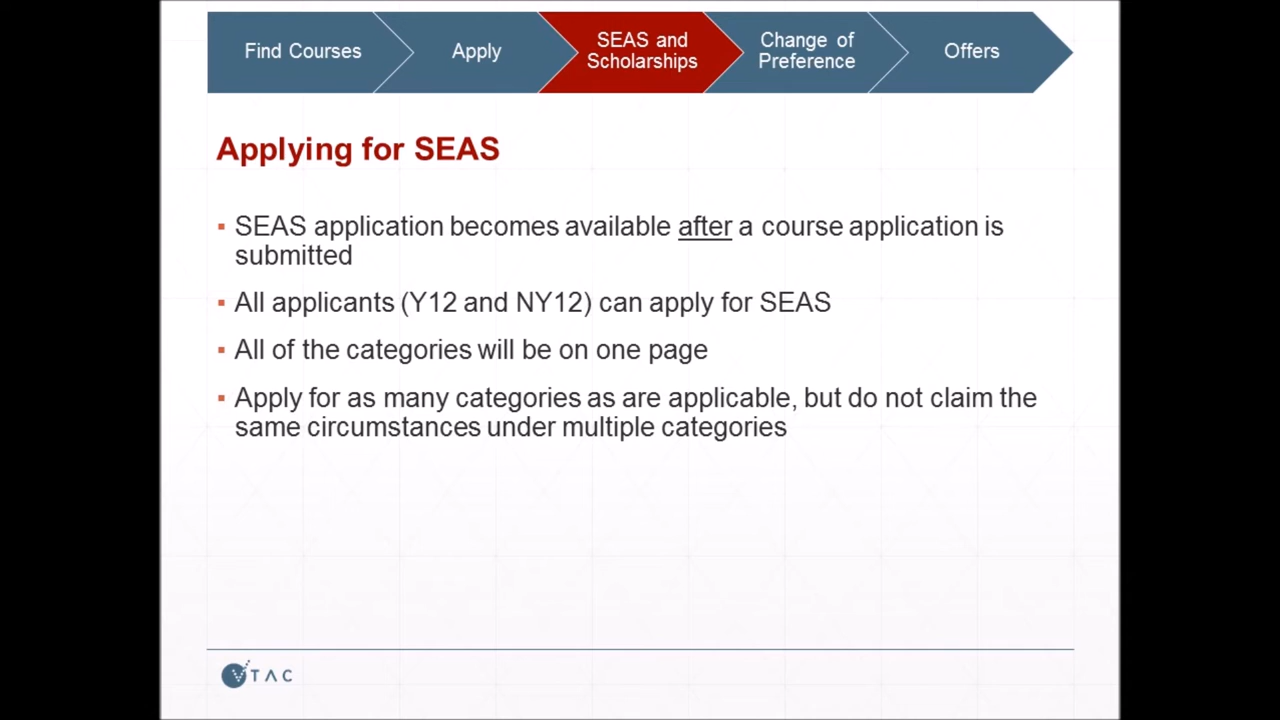 Find Courses
Apply
SEAS and
Scholarships
Change of
Preference
Offers
Applying for SEAS
▪ SEAS application becomes available after a course application is
submitted
▪ All applicants (Y12 and NY12) can apply for SEAS
▪ All of the categories will be on one page
▪ Apply for as many categories as are applicable, but do not claim the
same circumstances under multiple categories
VTAC